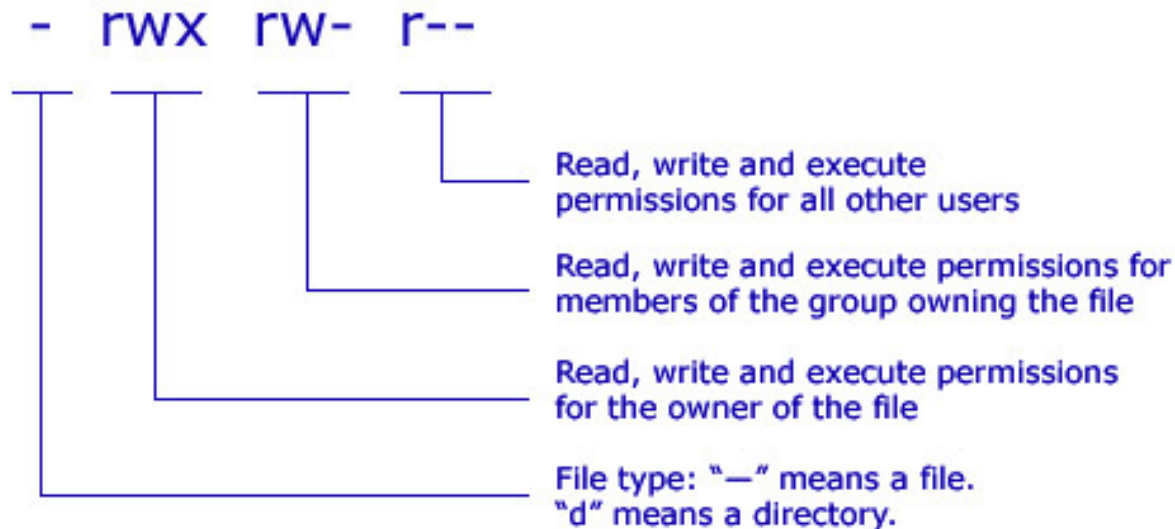 - rwx rw- r--
Read, write and execute
permissions for all other users
Read, write and execute permissions for
members of the group owning the file
Read, write and execute permissions
for the owner of the file
File type: “—” means a file.
“d” means a directory.